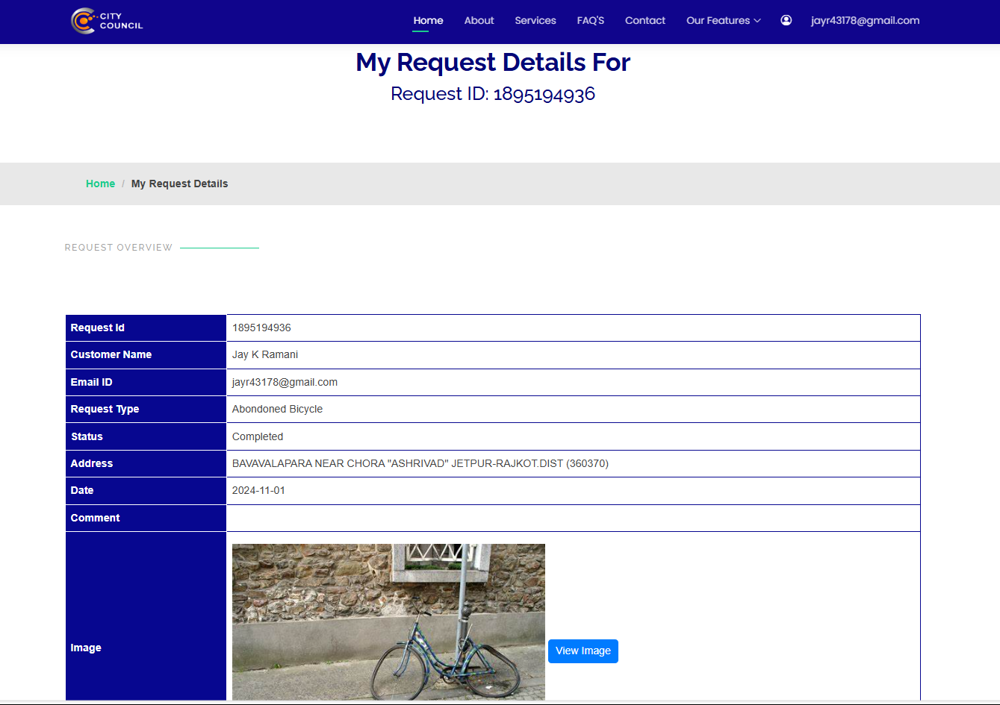 CITY
COUNCIL
Home About Services FAQ'S Contact Our Features jayr43178@gmail.com
My Request Details For
Request ID: 1895194936
Home / My Request Details
REQUEST OVERVIEW
Request Id 1895194936
Customer Name Jay K Ramani
Email ID jayr43178@gmail.com
Request Type Abondoned Bicycle
Status Completed
Address BAVAVALAPARA NEAR CHORA "ASHRIVAD" JETPUR-RAJKOT.DIST (360370)
Date 2024-11-01
Comment
Image View Image